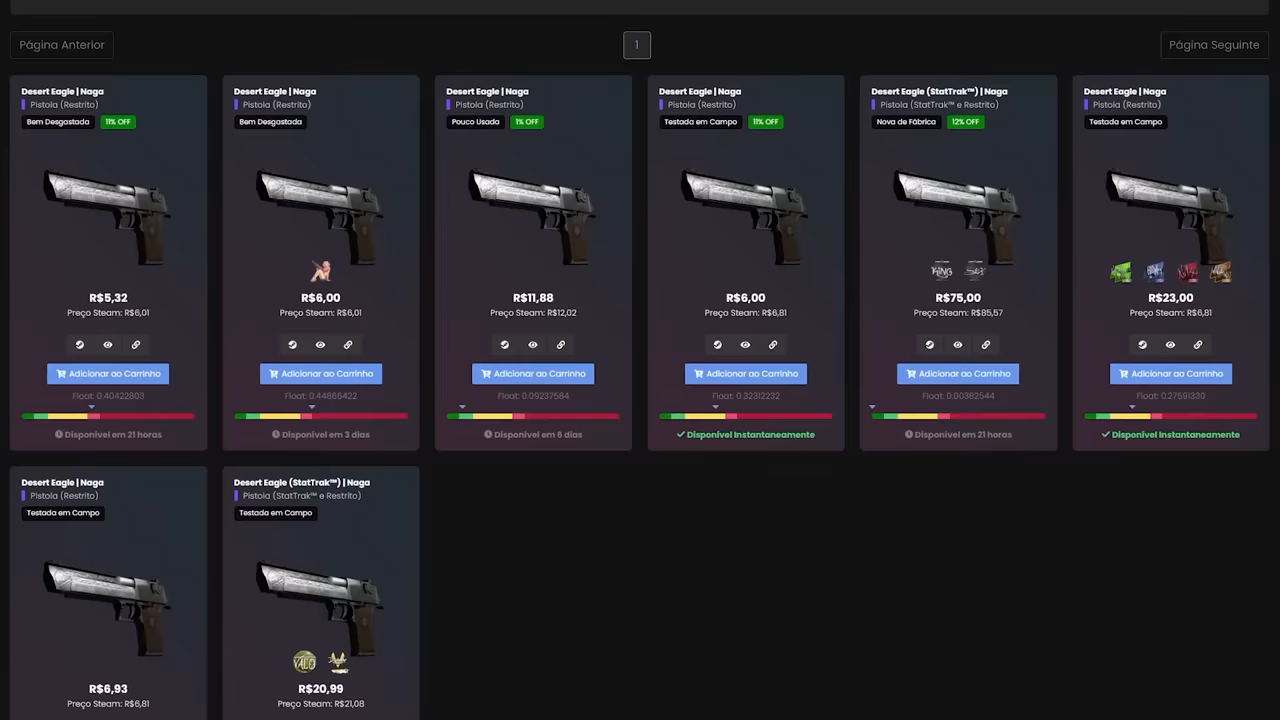 Página Anterior
1
Página Seguinte
Desert Eagle | Naga
Pistola (Restrito)
Bem Desgastada
11% OFF
R$5,32
Preço Steam: R$6,01
Adicionar ao Carrinho
Float: 0.40422803
Disponível em 21 horas
Desert Eagle | Naga
Pistola (Restrito)
Bem Desgastada
R$6,00
Preço Steam: R$6,01
Adicionar ao Carrinho
Float: 0.44866422
Disponível em 3 dias
Desert Eagle | Naga
Pistola (Restrito)
Pouco Usada
1% OFF
R$11,88
Preço Steam: R$12,02
Adicionar ao Carrinho
Float: 0.09237584
Disponível em 6 dias
Desert Eagle | Naga
Pistola (Restrito)
Testada em Campo
11% OFF
R$6,00
Preço Steam: R$6,81
Adicionar ao Carrinho
Float: 0.32312232
Disponível Instantaneamente
Desert Eagle (StatTrak™) | Naga
Pistola (StatTrak™ e Restrito)
Nova de Fábrica
12% OFF
KING
R$75,00
Preço Steam: R$85,57
Adicionar ao Carrinho
Float: 0.00382544
Disponível em 21 horas
Desert Eagle | Naga
Pistola (Restrito)
Testada em Campo
R$23,00
Preço Steam: R$6,81
Adicionar ao Carrinho
Float: 0.27591330
Disponível Instantaneamente
Desert Eagle | Naga
Pistola (Restrito)
Testada em Campo
R$6,93
Preço Steam: R$6,81
Desert Eagle (StatTrak™) | Naga
Pistola (StatTrak™ e Restrito)
Testada em Campo
R$20,99
Preço Steam: R$21,08